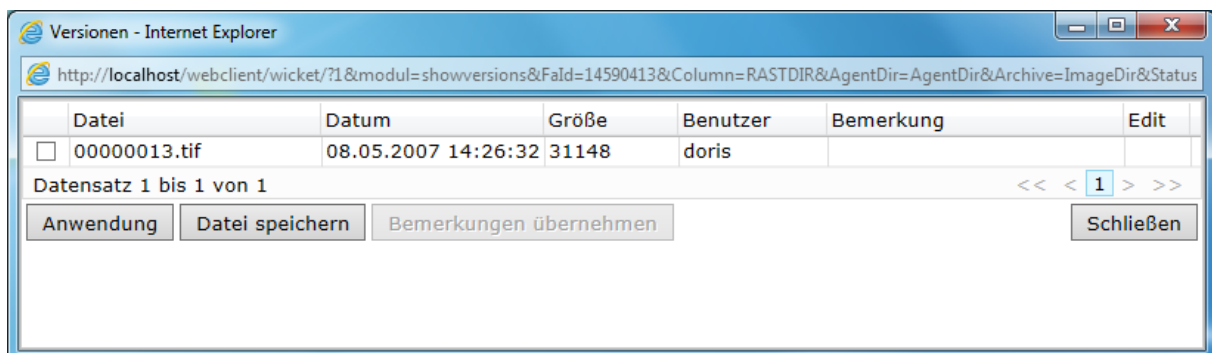 Versionen - Internet Explorer
http://localhost/webclient/wicket/?1&modul=showversions&FaId=14590413&Column=RASTDIR&AgentDir=AgentDir&Archive=ImageDir&Status
Datei Datum Größe Benutzer Bemerkung Edit
00000013.tif 08.05.2007 14:26:32 31148 doris
Datensatz 1 bis 1 von 1 << < 1 > >>
Anwendung Datei speichern Bemerkungen übernehmen Schließen